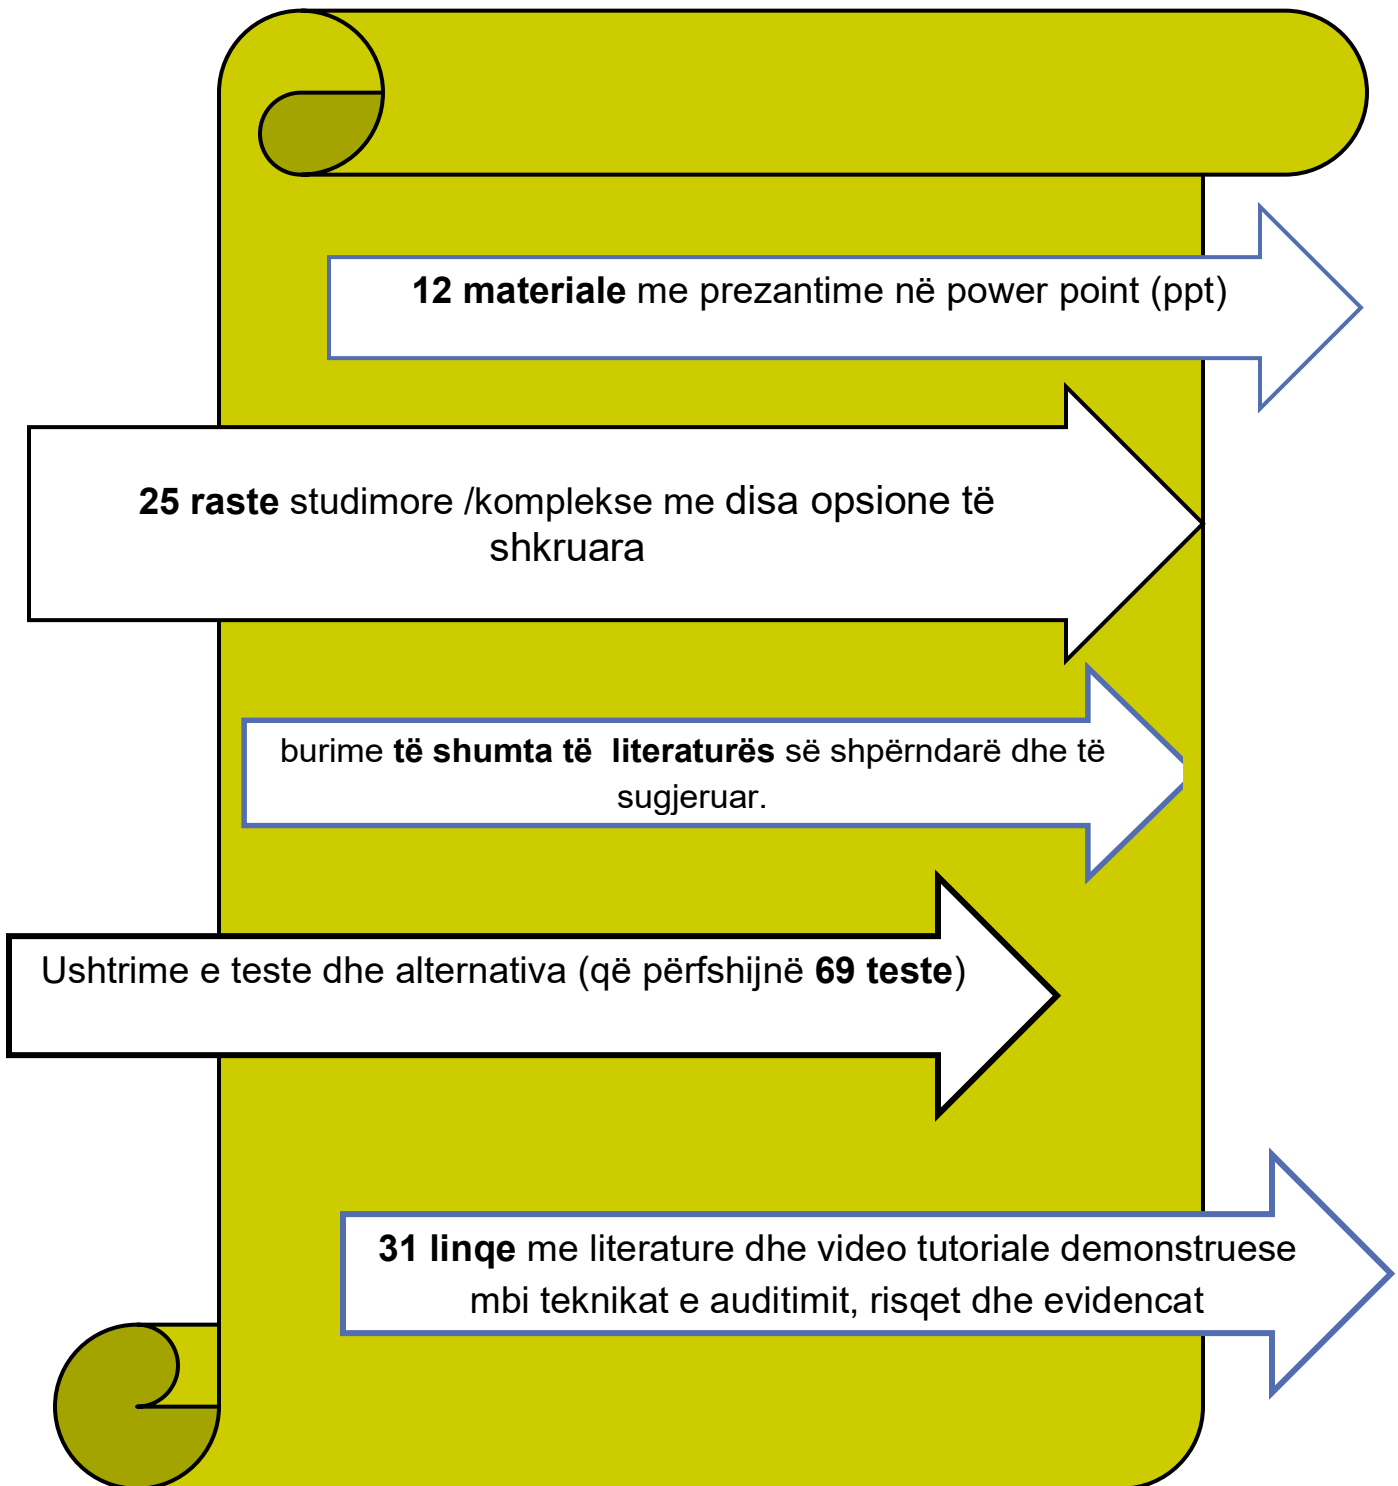 12 materiale me prezantime në power point (ppt)
25 raste studimore /komplekse me disa opsione të
shkruara
burime të shumta të  literaturës së shpërndarë dhe të
sugjeruar.
Ushtrime e teste dhe alternativa (që përfshijnë 69 teste)
31 linqe me literature dhe video tutoriale demonstruese
mbi teknikat e auditimit, risqet dhe evidencat